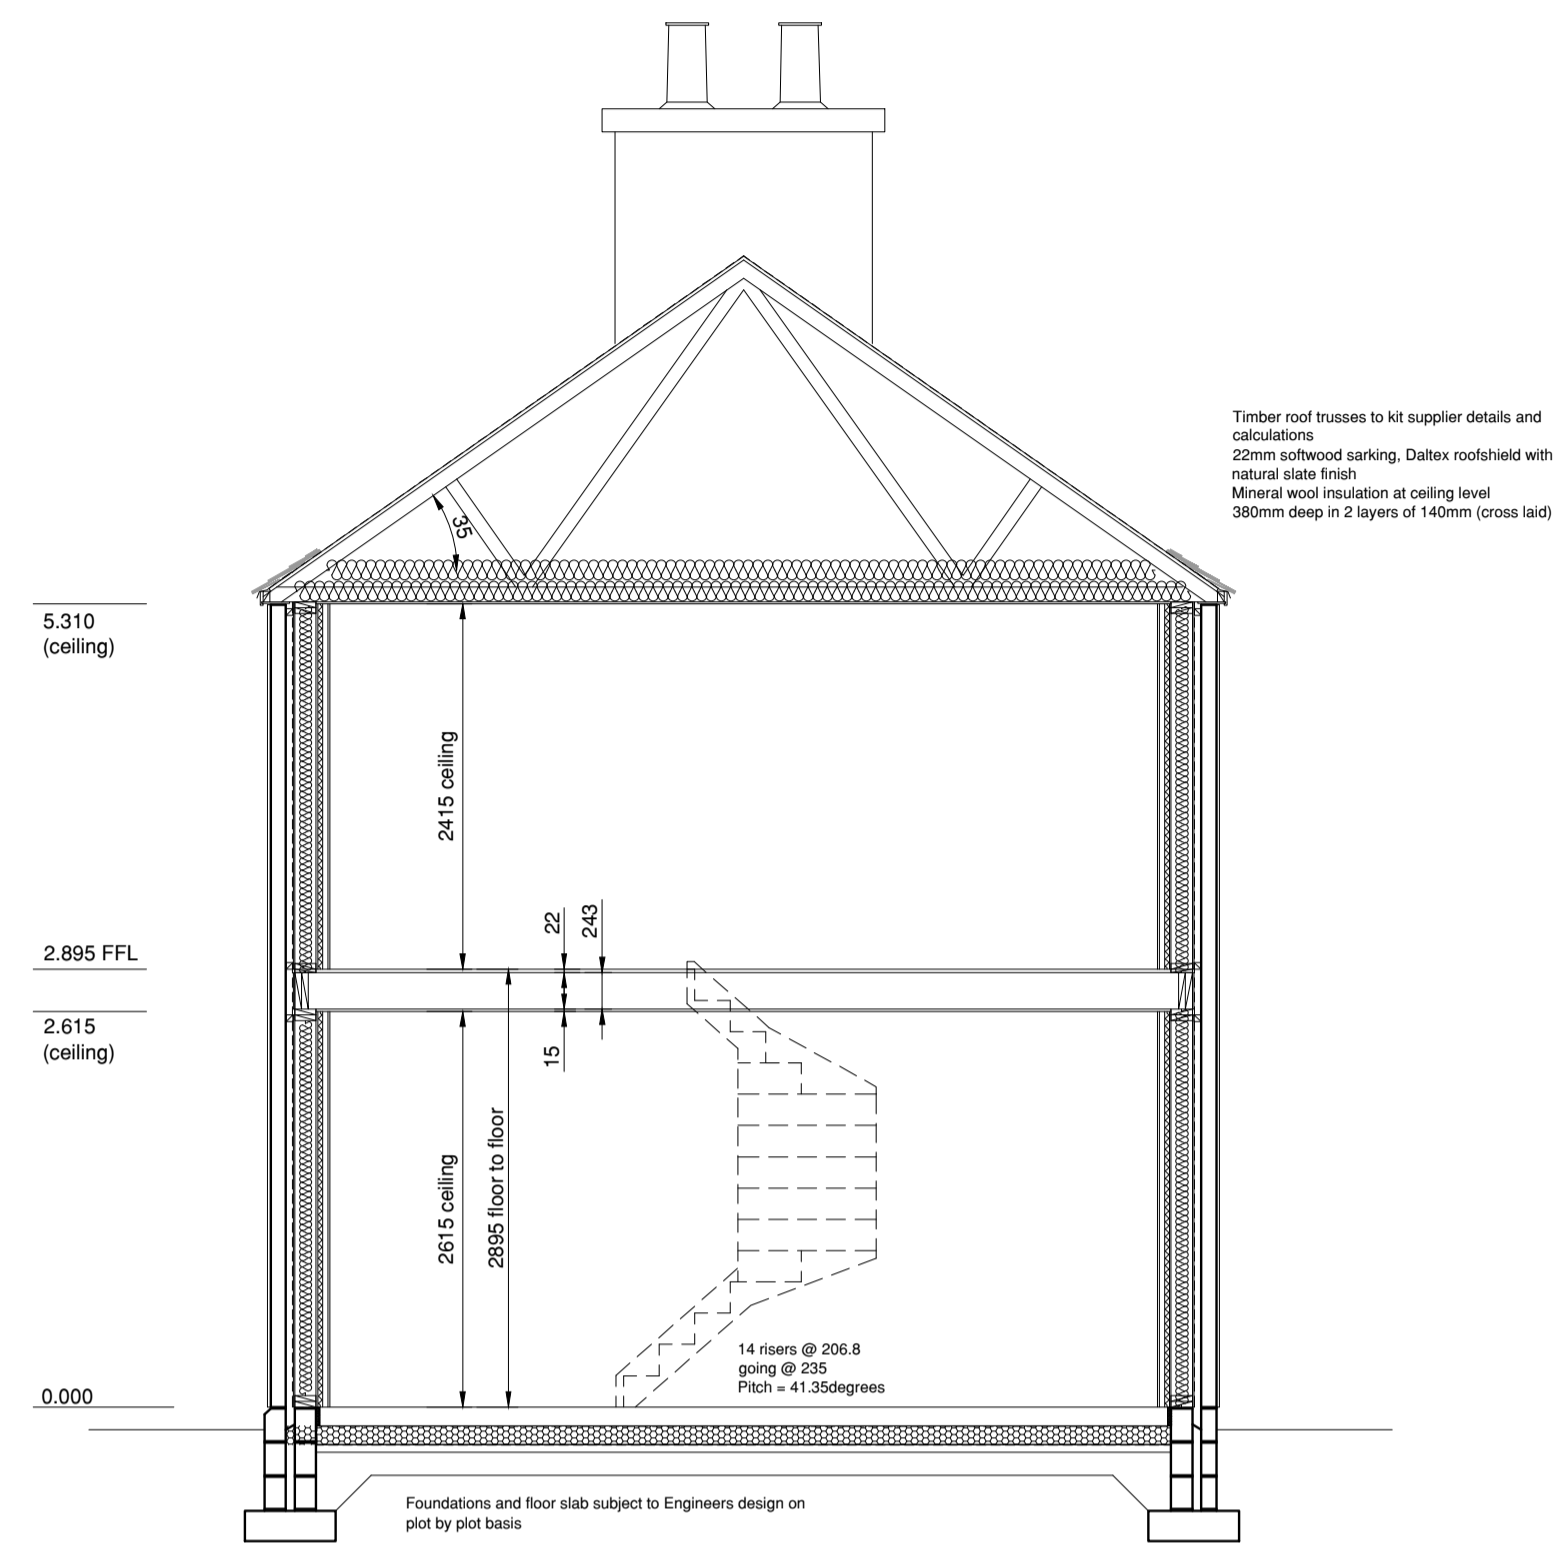 Timber roof trusses to kit supplier details and
calculations
22mm softwood sarking, Daltex roofshield with
natural slate finish
Mineral wool insulation at ceiling level
380mm deep in 2 layers of 140mm (cross laid)
35
5.310
(ceiling)
2415 ceiling
22
243
2.895 FFL
2.615
(ceiling)
15
2615 ceiling
2895 floor to floor
14 risers @ 206.8
going @ 235
Pitch = 41.35degrees
0.000
Foundations and floor slab subject to Engineers design on
plot by plot basis